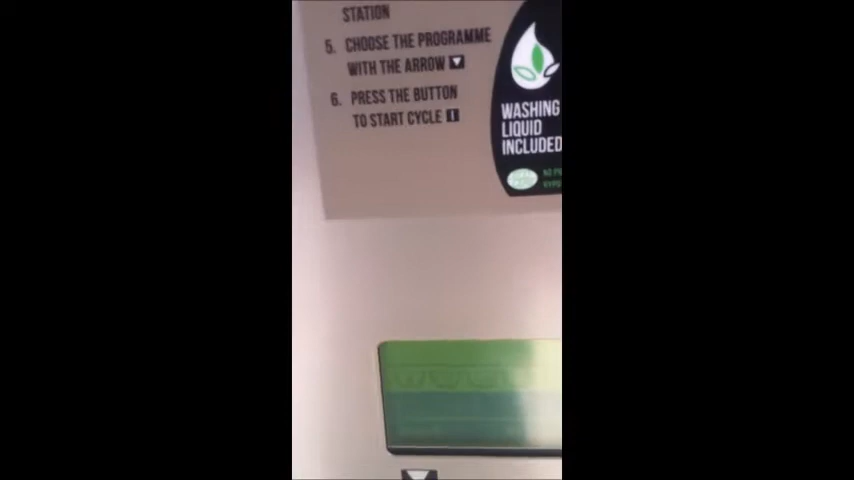 STATION
5. CHOOSE THE PROGRAMME
WITH THE ARROW
6. PRESS THE BUTTON
TO START CYCLE
WASHING
LIQUID
INCLUDED